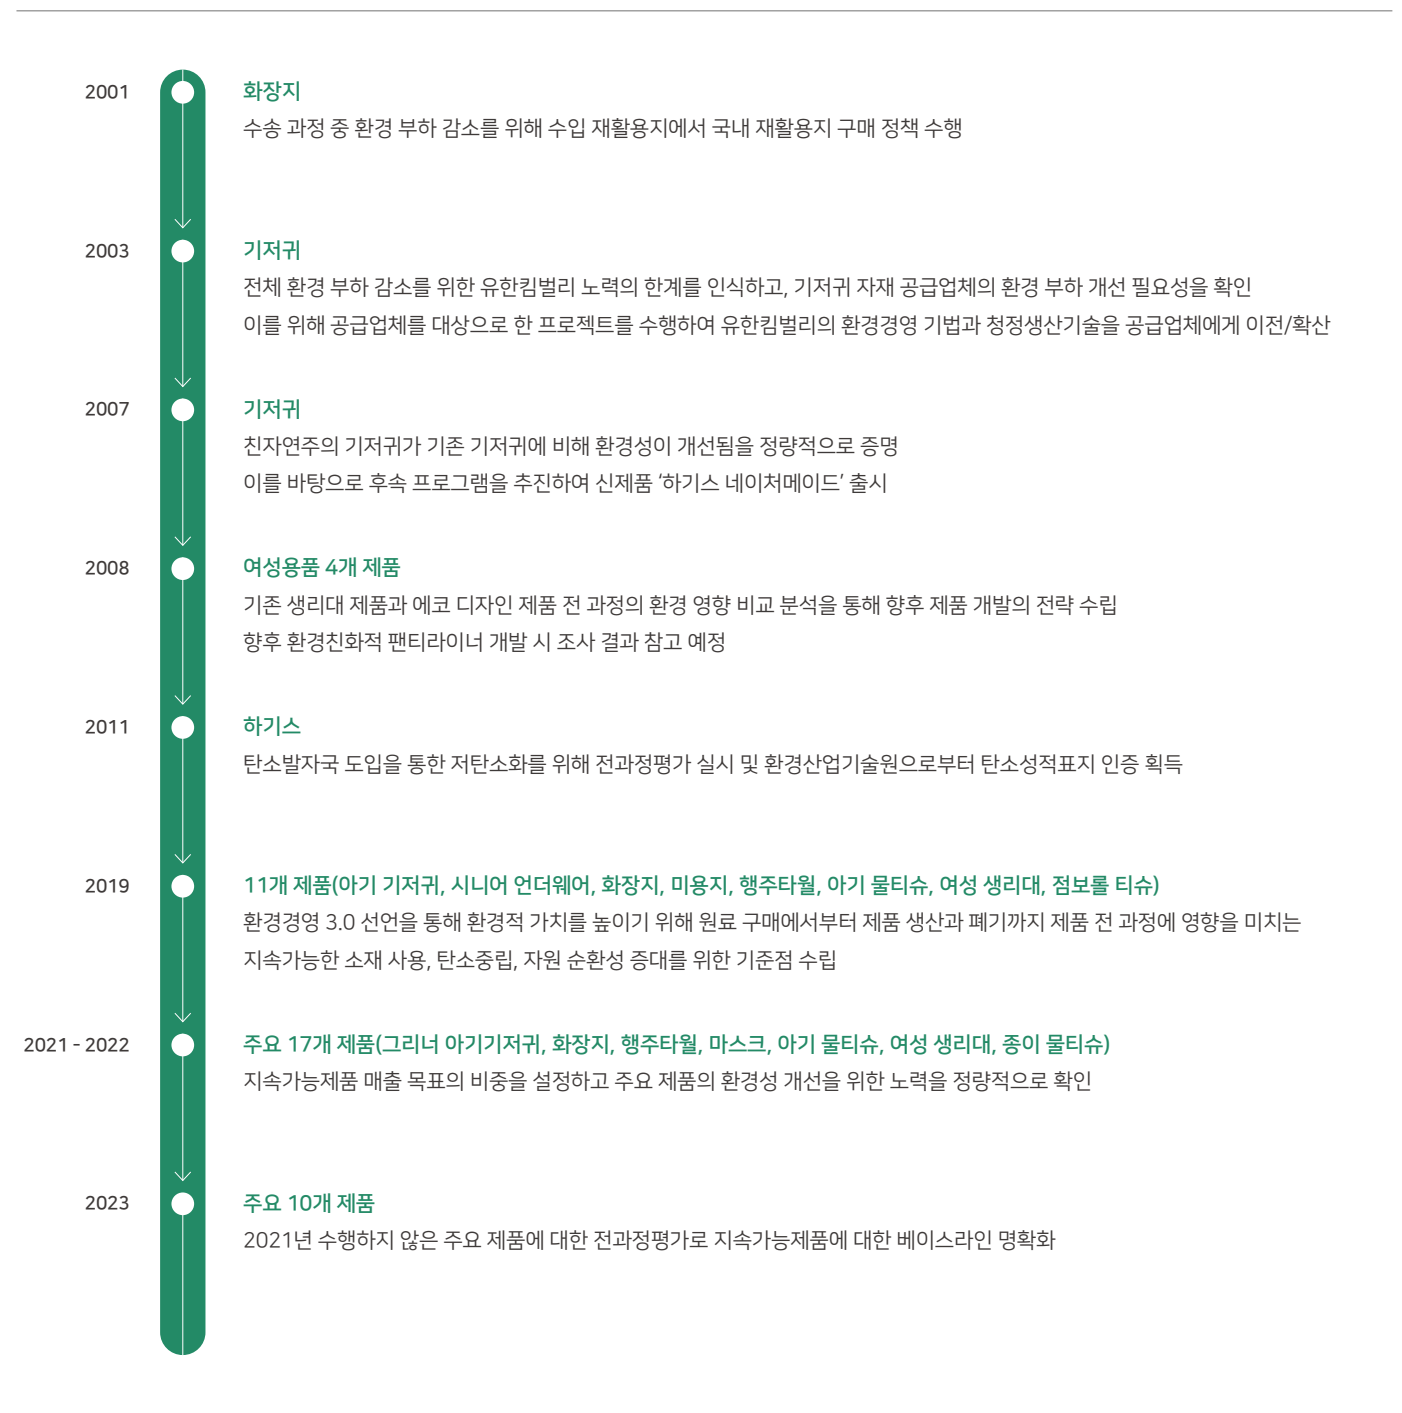 2001
화장지
수송 과정 중 환경 부하 감소를 위해 수입 재활용지에서 국내 재활용지 구매 정책 수행
2003
기저귀
전체 환경 부하 감소를 위한 유한킴벌리 노력의 한계를 인식하고, 기저귀 자재 공급업체의 환경 부하 개선 필요성을 확인
이를 위해 공급업체를 대상으로 한 프로젝트를 수행하여 유한킴벌리의 환경경영 기법과 청정생산기술을 공급업체에게 이전/확산
2007
기저귀
친자연주의 기저귀가 기존 기저귀에 비해 환경성이 개선됨을 정량적으로 증명
이를 바탕으로 후속 프로그램을 추진하여 신제품 ‘하기스 네이처메이드’ 출시
2008
여성용품 4개 제품
기존 생리대 제품과 에코 디자인 제품 전 과정의 환경 영향 비교 분석을 통해 향후 제품 개발의 전략 수립
향후 환경친화적 팬티라이너 개발 시 조사 결과 참고 예정
2011
하기스
탄소발자국 도입을 통한 저탄소화를 위해 전과정평가 실시 및 환경산업기술원으로부터 탄소성적표지 인증 획득
2019
11개 제품(아기 기저귀, 시니어 언더웨어, 화장지, 미용지, 행주타월, 아기 물티슈, 여성 생리대, 점보롤 티슈)
환경경영 3.0 선언을 통해 환경적 가치를 높이기 위해 원료 구매에서부터 제품 생산과 폐기까지 제품 전 과정에 영향을 미치는
지속가능한 소재 사용, 탄소중립, 자원 순환성 증대를 위한 기준점 수립
2021 - 2022
주요 17개 제품(그리너 아기기저귀, 화장지, 행주타월, 마스크, 아기 물티슈, 여성 생리대, 종이 물티슈)
지속가능제품 매출 목표의 비중을 설정하고 주요 제품의 환경성 개선을 위한 노력을 정량적으로 확인
2023
주요 10개 제품
2021년 수행하지 않은 주요 제품에 대한 전과정평가로 지속가능제품에 대한 베이스라인 명확화